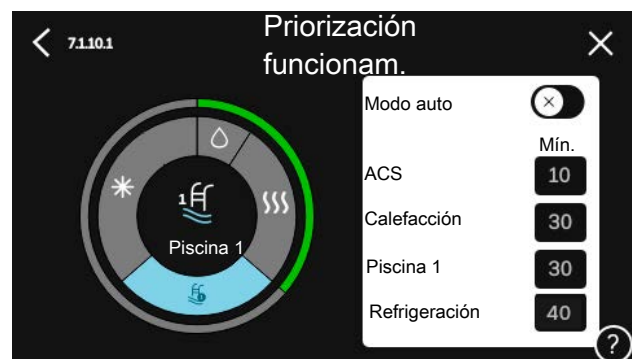 7.1.10.1
Priorización
funcionam.
Modo auto
Mín.
ACS
10
Calefacción
30
Piscina 1
30
Refrigeración
40
1
Piscina 1
1
?